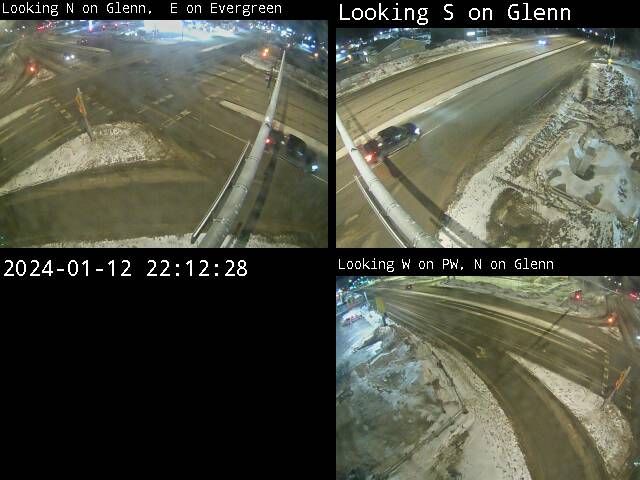 Looking N on Glenn, E on Evergreen
Looking S on Glenn
2024-01-12 22:12:28
Looking W on PW, N on Glenn